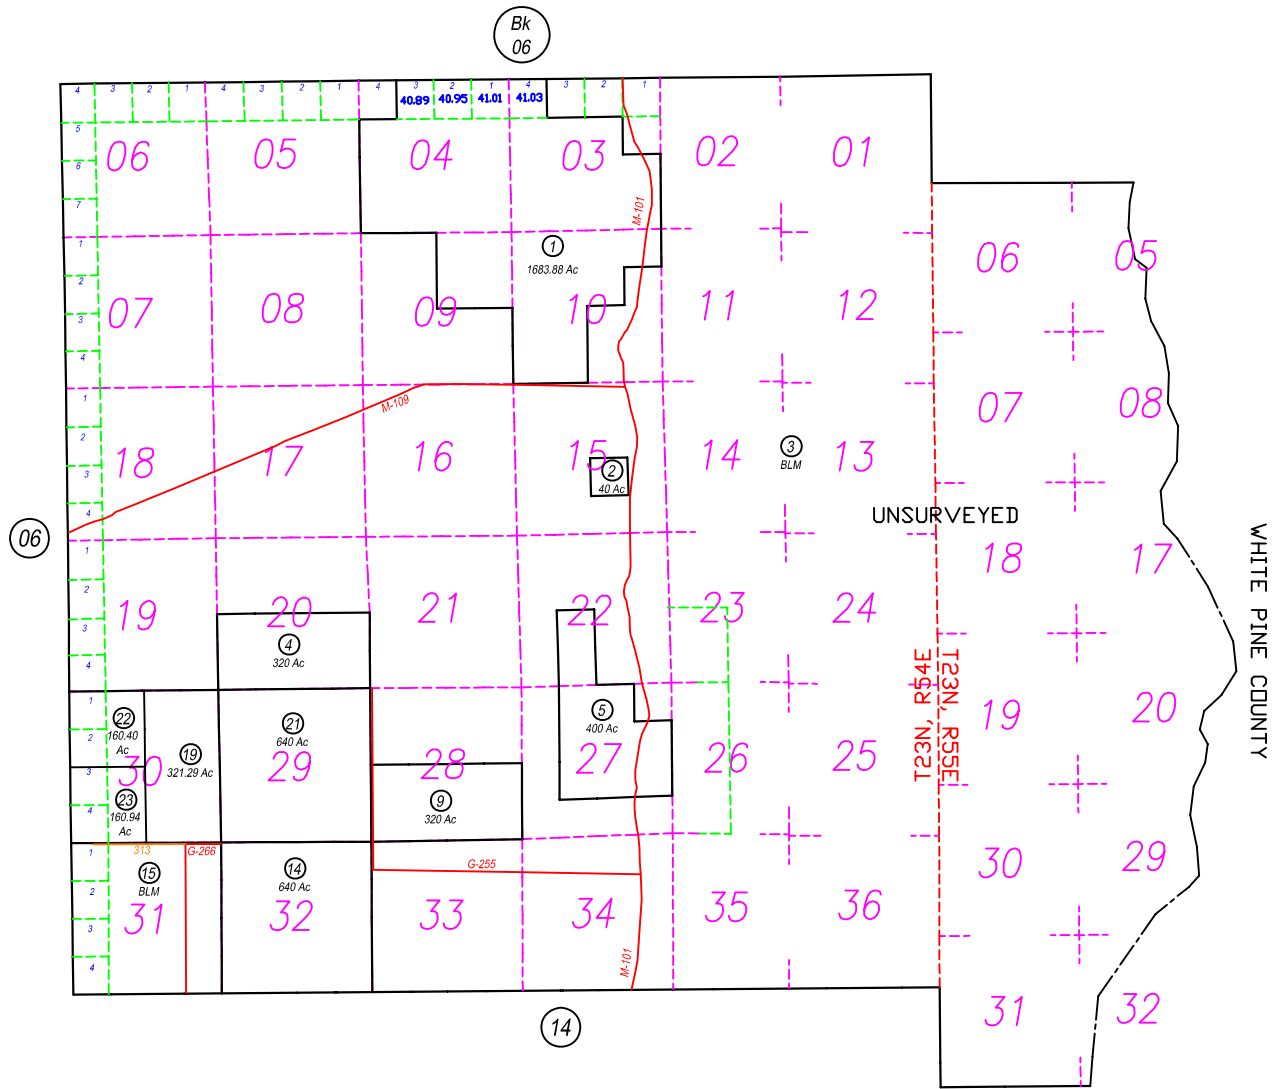 Bk
06
4 3 2 1 4 3 2 1 4 3 2 1 4 3 2 1
40.89 40.95 41.01 41.03
5
6
7
06 05 04 03 02 01
M-101
1
1683.88 Ac
06 05
1
2
3
4
07 08 09 10 11 12
M-109
07 08
1
2
3
4
18 17 16 15 14 13
2
40 Ac
3
BLM
UNSURVEYED
06
18 17
WHITE PINE COUNTY
1
2
3
4
19 20 21 22 23 24
4
320 Ac
T23N, R54E
T23N, R55E
19 20
1
2
3
4
22
160.40
Ac
19
321.29 Ac
21
640 Ac
5
400 Ac
30 29 28 27 26 25
23
160.94
Ac
9
320 Ac
313
G-266
G-255
30 29
1
2
3
4
15
BLM
14
640 Ac
31 32 33 34 35 36
M-101
31 32
14